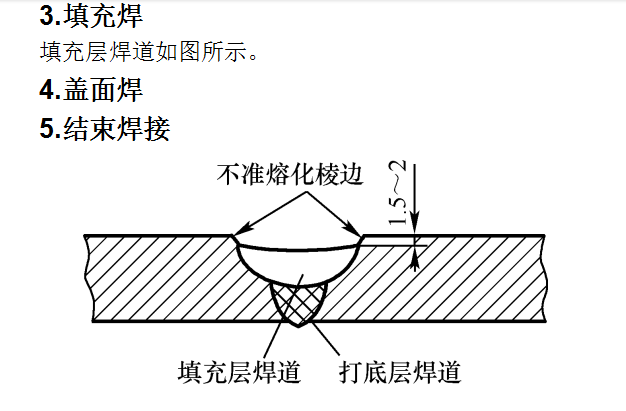 3.填充焊
填充层焊道如图所示。
4.盖面焊
5.结束焊接
不准熔化棱边
1.5～2
填充层焊道
打底层焊道